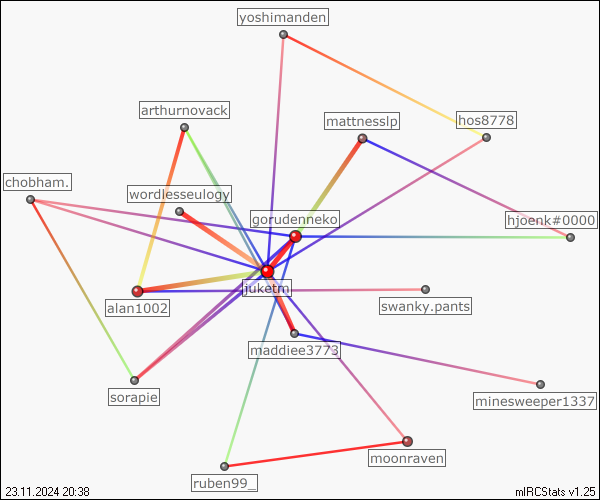 yoshimanden
arthurnovack
mattnesslp
hos8778
chobham.
wordlesseulogy
gorudenneko
hjoenk#0000
juketm
alan1002
swanky.pants
maddiee3773
sorapie
minesweeper1337
moonraven
ruben99_
23.11.2024 20:38
mIRCStats v1.25